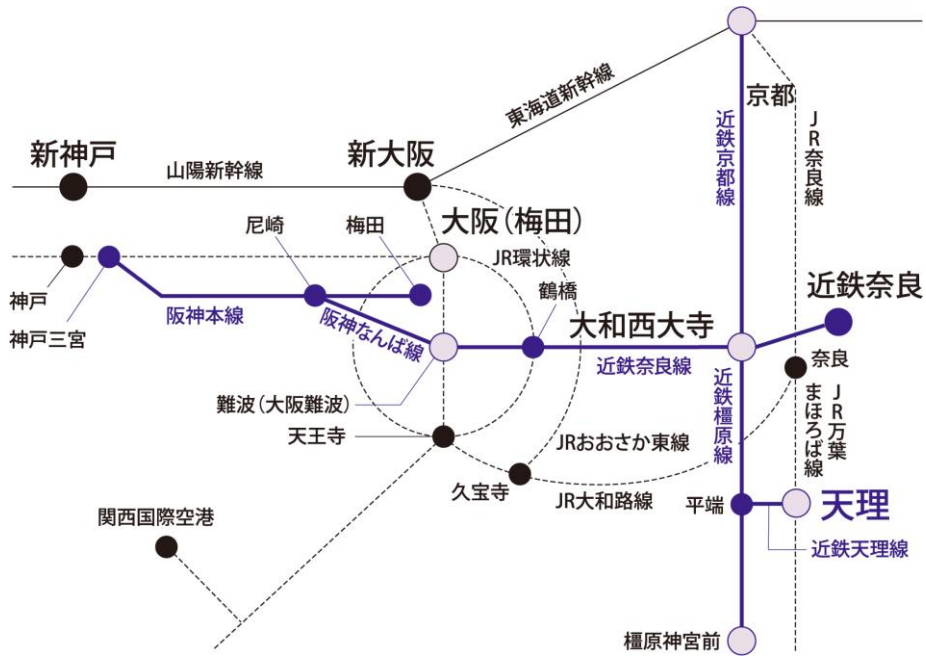 京都
東海道新幹線
近鉄京都線
JR奈良線
新神戸
山陽新幹線
新大阪
大阪(梅田)
尼崎
梅田
JR環状線
鶴橋
神戸
神戸三宮
阪神本線
阪神なんば線
大和西大寺
近鉄奈良
近鉄奈良線
奈良
難波(大阪難波)
天王寺
近鉄橿原線
JR万葉
まほろば線
JRおおさか東線
久宝寺
JR大和路線
平端
天理
近鉄天理線
関西国際空港
橿原神宮前